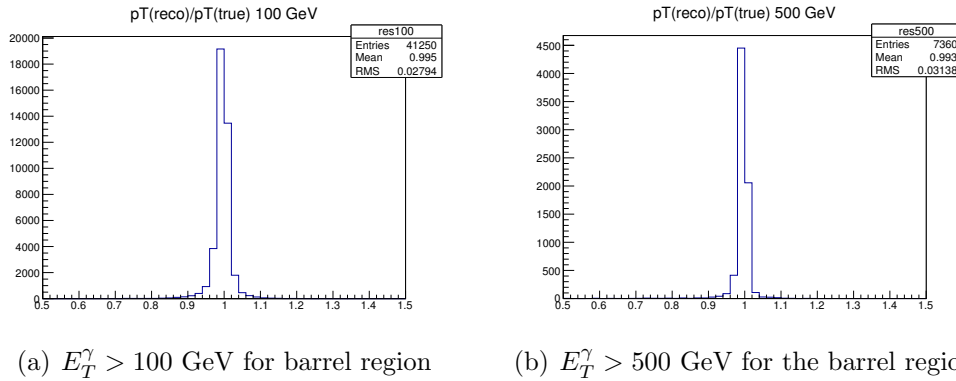 pT(reco)/pT(true) 100 GeV
res100
Entries 41250
Mean 0.995
RMS 0.02794
20000
18000
16000
14000
12000
10000
8000
6000
4000
2000
0
0.5 0.6 0.7 0.8 0.9 1 1.1 1.2 1.3 1.4 1.5
(a) E_T^γ > 100 GeV for barrel region
pT(reco)/pT(true) 500 GeV
res500
Entries 7360
Mean 0.993
RMS 0.03138
4500
4000
3500
3000
2500
2000
1500
1000
500
0
0.5 0.6 0.7 0.8 0.9 1 1.1 1.2 1.3 1.4 1.5
(b) E_T^γ > 500 GeV for the barrel regio